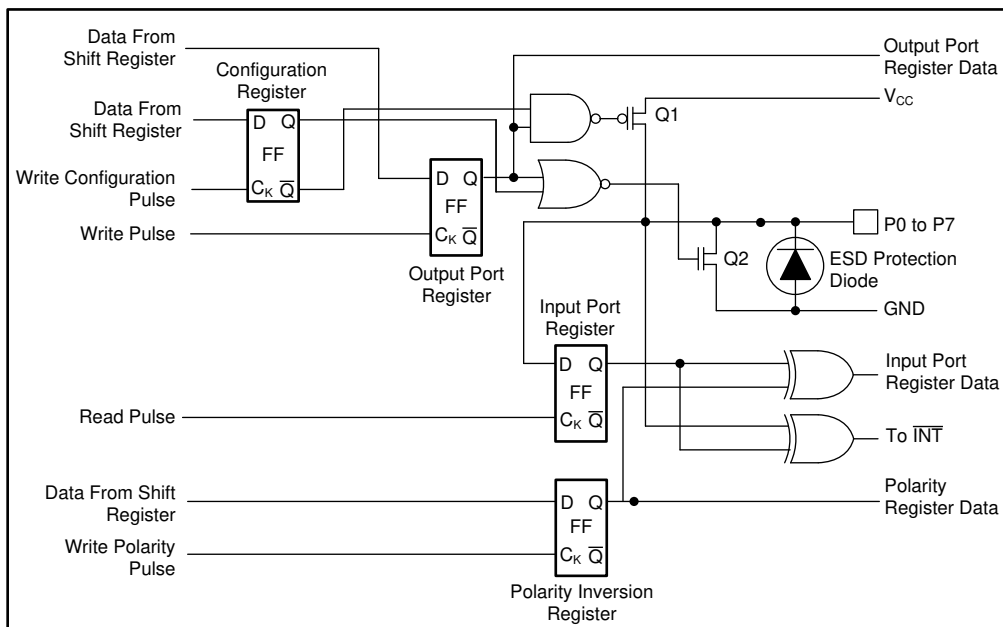 Data From
Shift Register
Configuration
Register
Output Port
Register Data
VCC
Q1
Data From
Shift Register
D Q
FF
CK Q̅
Write Configuration
Pulse
D Q
FF
CK Q̅
Write Pulse
Output Port
Register
P0 to P7
Q2
ESD Protection
Diode
GND
Input Port
Register
D Q
FF
CK Q̅
Input Port
Register Data
Read Pulse
To I̅N̅T̅
Data From Shift
Register
D Q
FF
CK Q̅
Polarity
Register Data
Write Polarity
Pulse
Polarity Inversion
Register